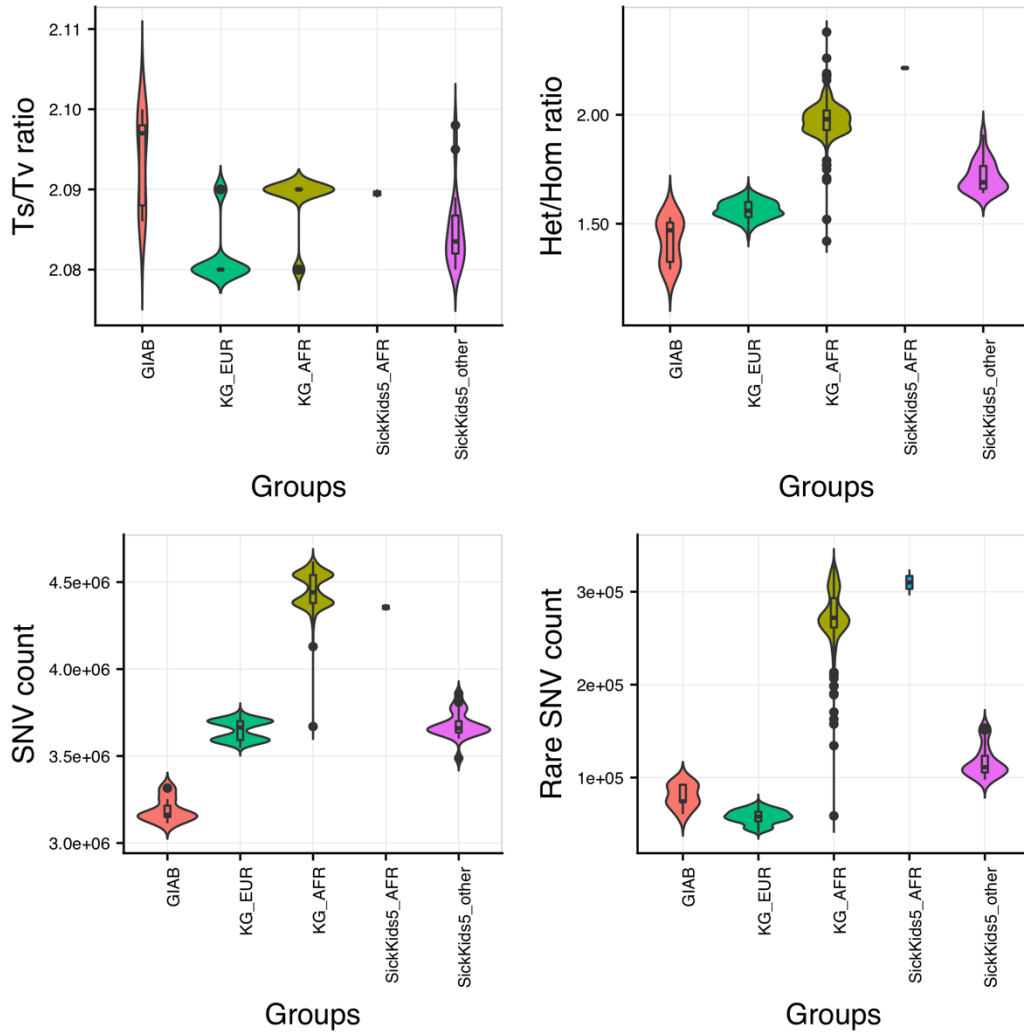 Ts/Tv ratio
2.11
2.10
2.09
2.08
GIAB
KG_EUR
KG_AFR
SickKids5_AFR
SickKids5_other
Groups
Het/Hom ratio
2.00
1.50
GIAB
KG_EUR
KG_AFR
SickKids5_AFR
SickKids5_other
Groups
SNV count
4.5e+06
4.0e+06
3.5e+06
3.0e+06
GIAB
KG_EUR
KG_AFR
SickKids5_AFR
SickKids5_other
Groups
Rare SNV count
3e+05
2e+05
1e+05
GIAB
KG_EUR
KG_AFR
SickKids5_AFR
SickKids5_other
Groups